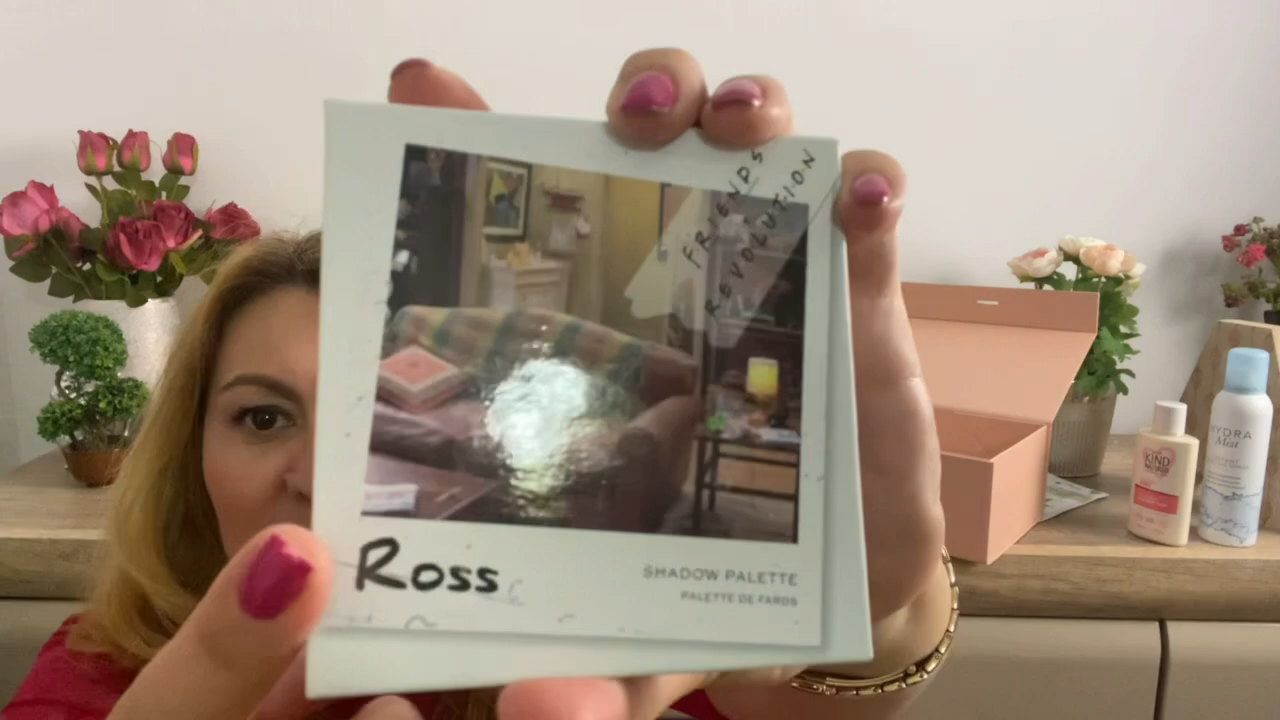 FRIENDS
REVOLUTION
Ross
SHADOW PALETTE
PALETTE DE FARDS
KIND
HYDRA
Mist